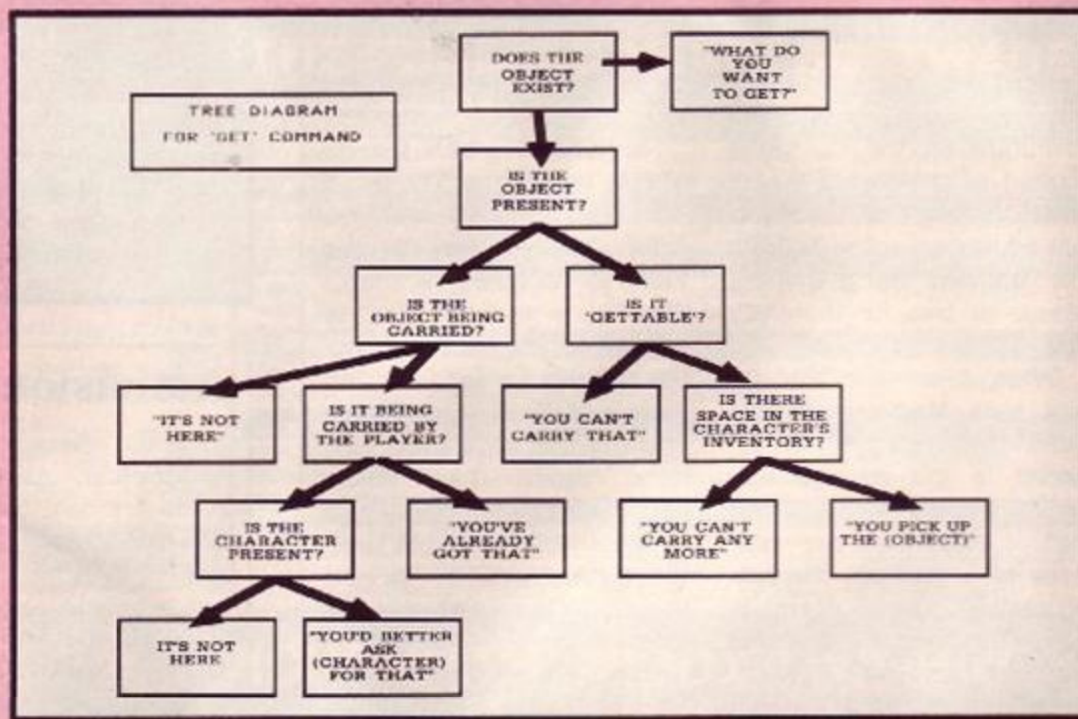 DOES THE
OBJECT
EXIST?
"WHAT DO
YOU
WANT
TO GET?"
TREE DIAGRAM
FOR 'GET' COMMAND
IS THE
OBJECT
PRESENT?
IS THE
OBJECT BEING
CARRIED?
IS IT
'GETTABLE'?
"IT'S NOT
HERE"
IS IT BEING
CARRIED BY
THE PLAYER?
"YOU CAN'T
CARRY THAT"
IS THERE
SPACE IN THE
CHARACTER'S
INVENTORY?
IS THE
CHARACTER
PRESENT?
"YOU'VE
ALREADY
GOT THAT"
"YOU CAN'T
CARRY ANY
MORE"
"YOU PICK UP
THE (OBJECT)"
IT'S NOT
HERE
"YOU'D BETTER
ASK
(CHARACTER)
FOR THAT"